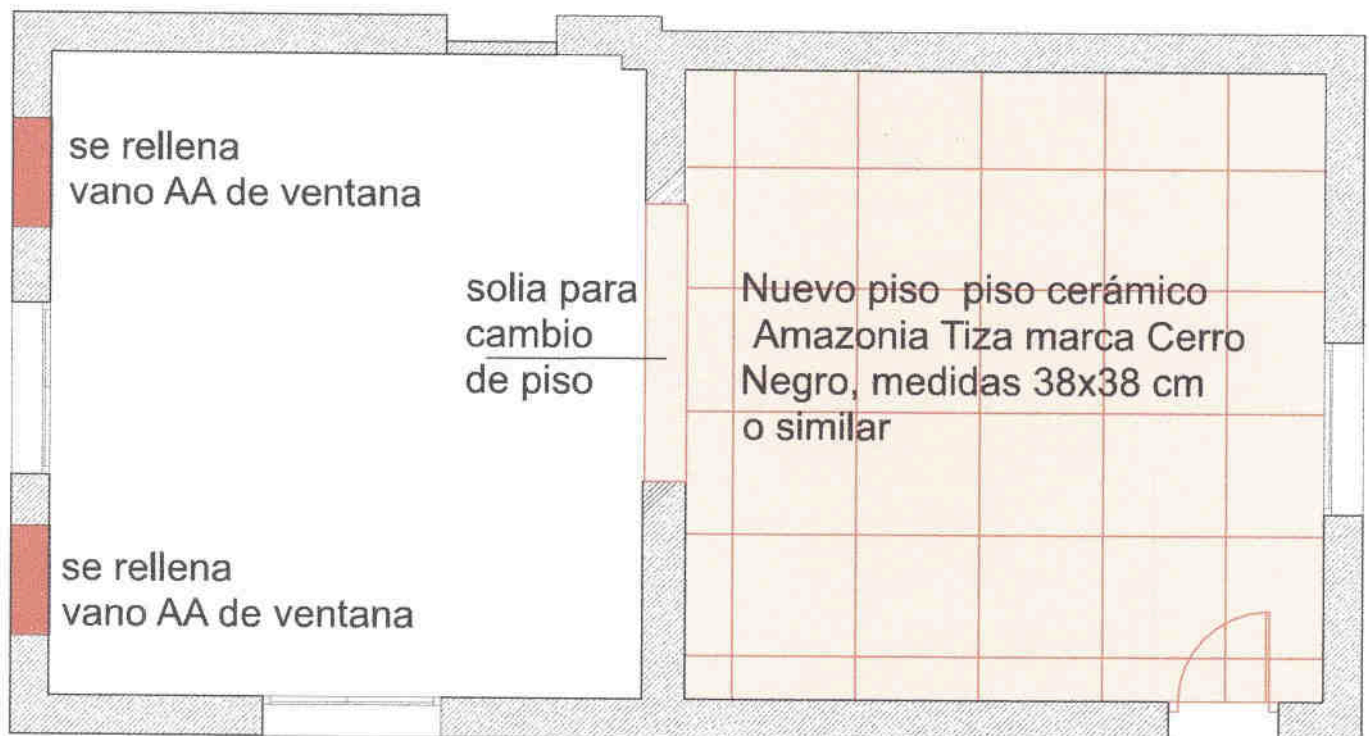 se rellena
vano AA de ventana
solia para
cambio
de piso
Nuevo piso piso cerámico
Amazonia Tiza marca Cerro
Negro, medidas 38x38 cm
o similar
se rellena
vano AA de ventana